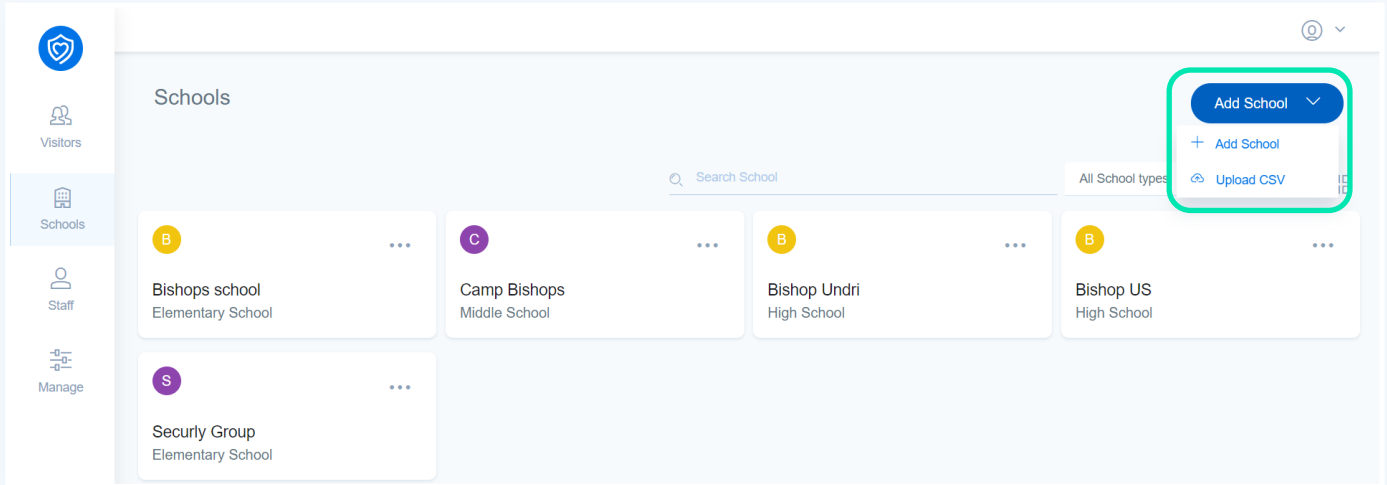 Schools
Add School
Add School
Upload CSV
Visitors
Schools
Staff
Manage
Search School
All School types
B
Bishops school
Elementary School
C
Camp Bishops
Middle School
B
Bishop Undri
High School
B
Bishop US
High School
S
Securly Group
Elementary School